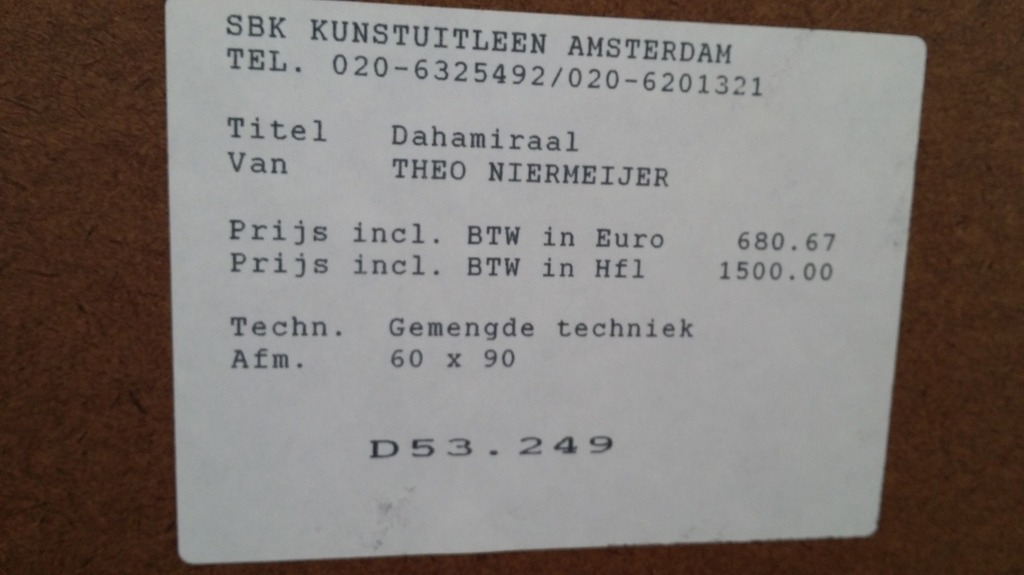 SBK KUNSTUITLEEN AMSTERDAM
TEL. 020-6325492/020-6201321
Titel Dahamiraal
Van THEO NIERMEIJER
Prijs incl. BTW in Euro 680.67
Prijs incl. BTW in Hfl 1500.00
Techn. Gemengde techniek
Afm. 60 x 90
D53.249